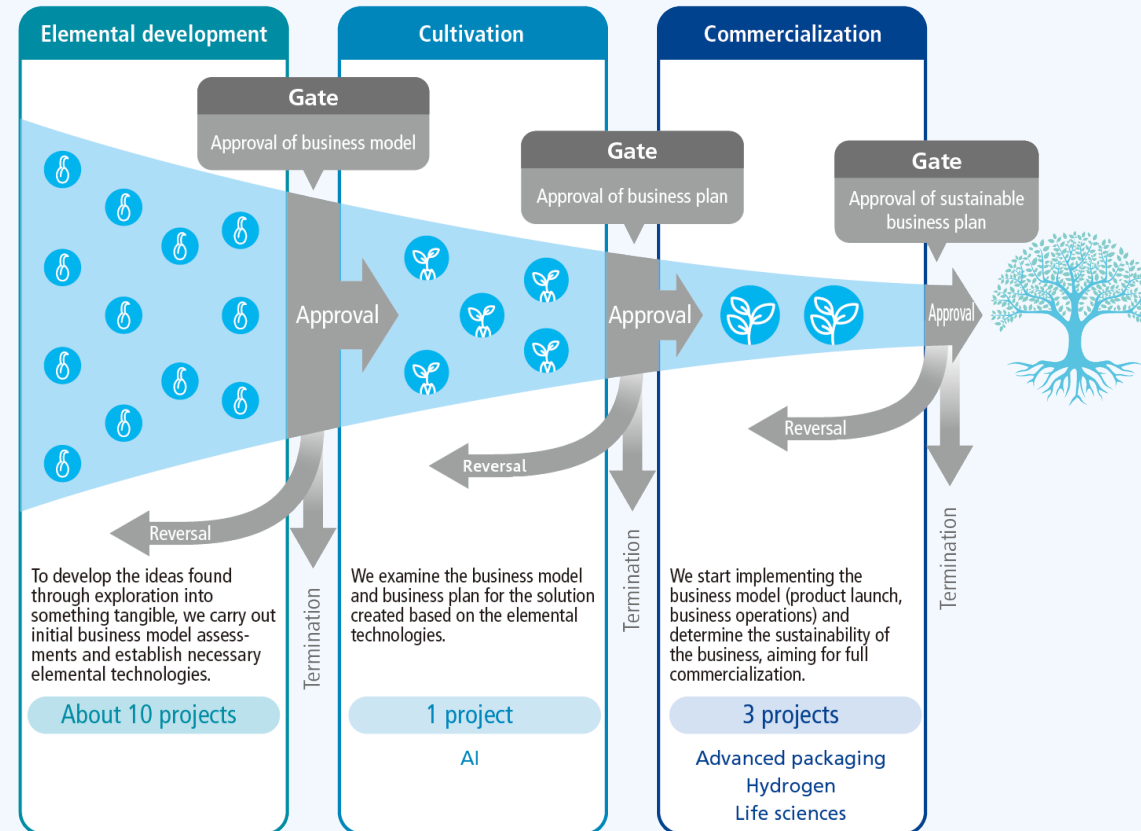 Elemental development
Cultivation
Commercialization
Gate
Approval of business model
Gate
Approval of business plan
Gate
Approval of sustainable
business plan
Approval
Approval
Approval
Reversal
Reversal
Reversal
Termination
Termination
Termination
To develop the ideas found
through exploration into
something tangible, we carry out
initial business model assess-
ments and establish necessary
elemental technologies.
About 10 projects
We examine the business model
and business plan for the solution
created based on the elemental
technologies.
1 project
AI
We start implementing the
business model (product launch,
business operations) and
determine the sustainability of
the business, aiming for full
commercialization.
3 projects
Advanced packaging
Hydrogen
Life sciences